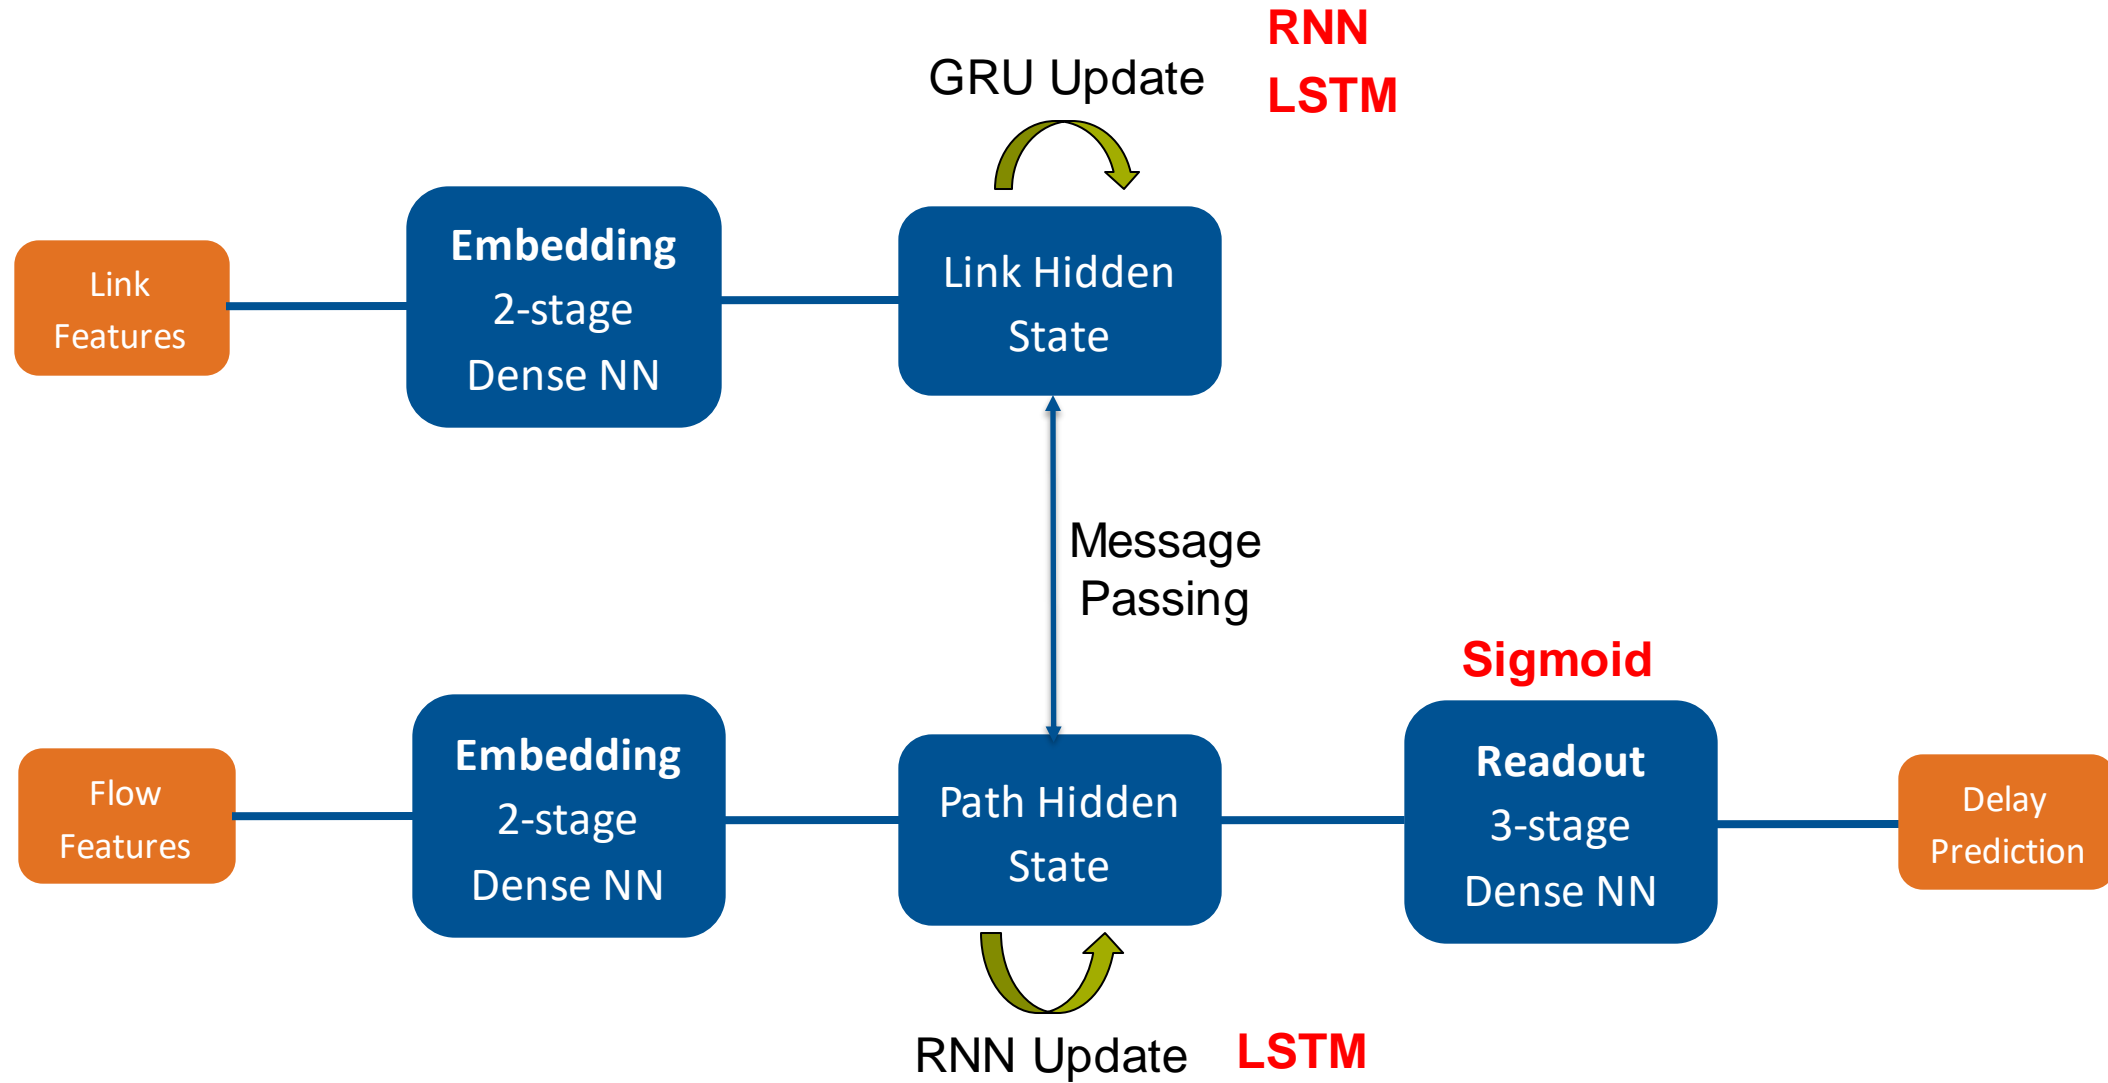 RNN
GRU Update
LSTM
Link
Features
Embedding
2-stage
Dense NN
Link Hidden
State
Message
Passing
Flow
Features
Embedding
2-stage
Dense NN
Path Hidden
State
Sigmoid
Readout
3-stage
Dense NN
Delay
Prediction
RNN Update
LSTM